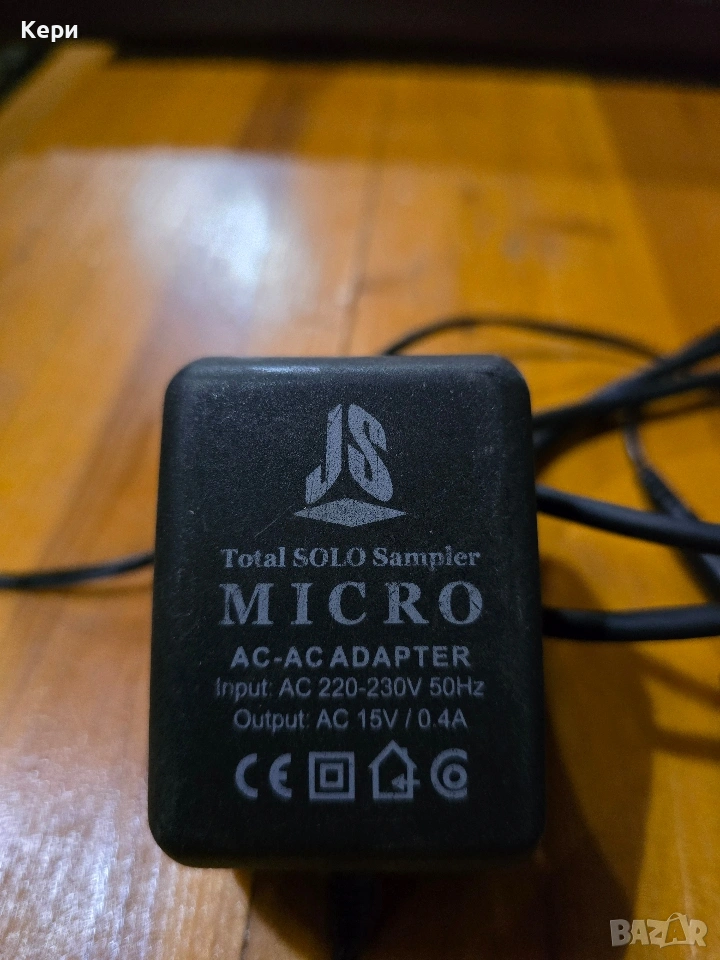 Кери
JS
Total SOLO Sampler
MICRO
AC-AC ADAPTER
Input: AC 220-230V 50Hz
Output: AC 15V / 0.4A
CE
BAZAR